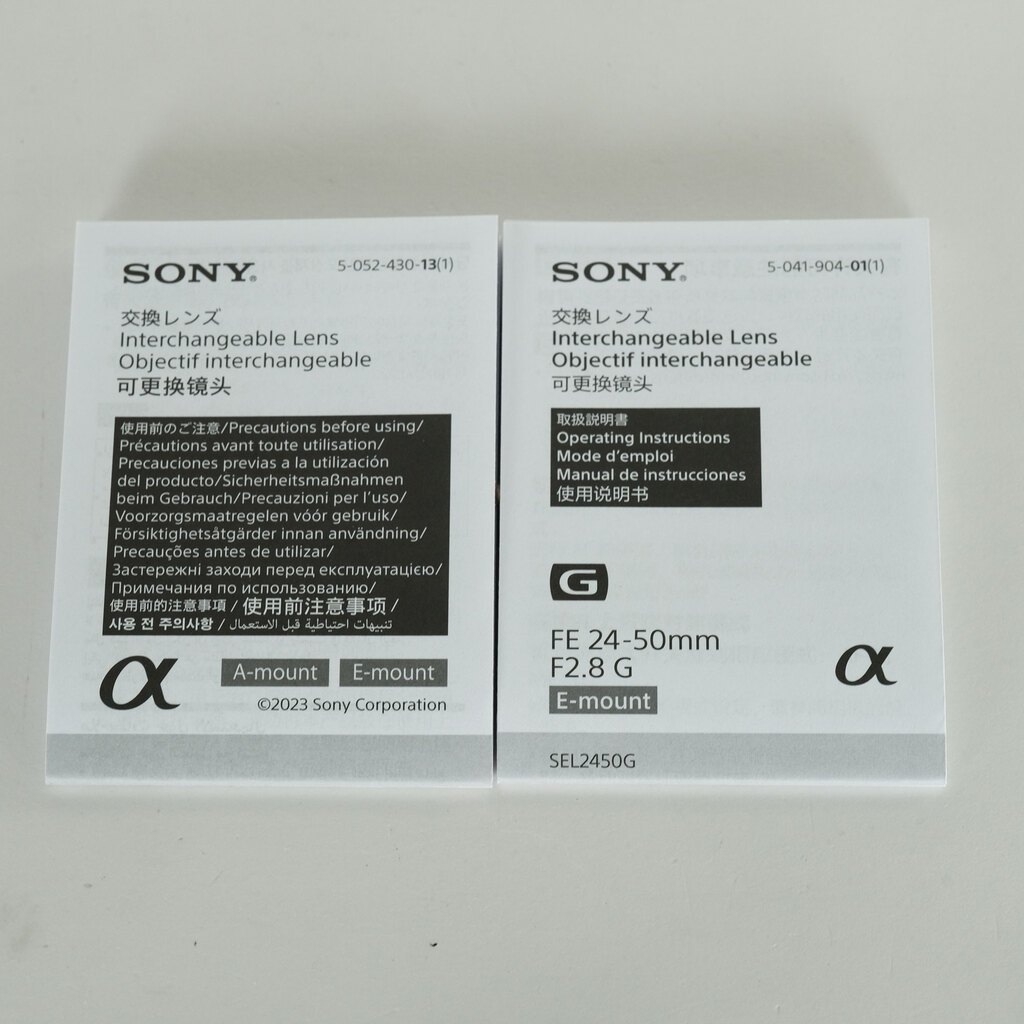 SONY®
5-052-430-13(1)
交換レンズ
Interchangeable Lens
Objectif interchangeable
可更换镜头
使用前のご注意/Precautions before using/
Précautions avant toute utilisation/
Precauciones previas a la utilización
del producto/Sicherheitsmaßnahmen
beim Gebrauch/Precauzioni per l'uso/
Voorzorgsmaatregelen vóór gebruik/
Försiktighetsåtgärder innan användning/
Precauções antes de utilizar/
Застережні заходи перед експлуатацією/
Примечания по использованию/
使用前的注意事項 / 使用前注意事项 /
사용 전 주의사항 / تنبيهات احتياطية قبل الاستعمال
α
A-mount
E-mount
©2023 Sony Corporation
SONY®
5-041-904-01(1)
交換レンズ
Interchangeable Lens
Objectif interchangeable
可更换镜头
取扱説明書
Operating Instructions
Mode d'emploi
Manual de instrucciones
使用说明书
G
FE 24-50mm
F2.8 G
E-mount
α
SEL2450G